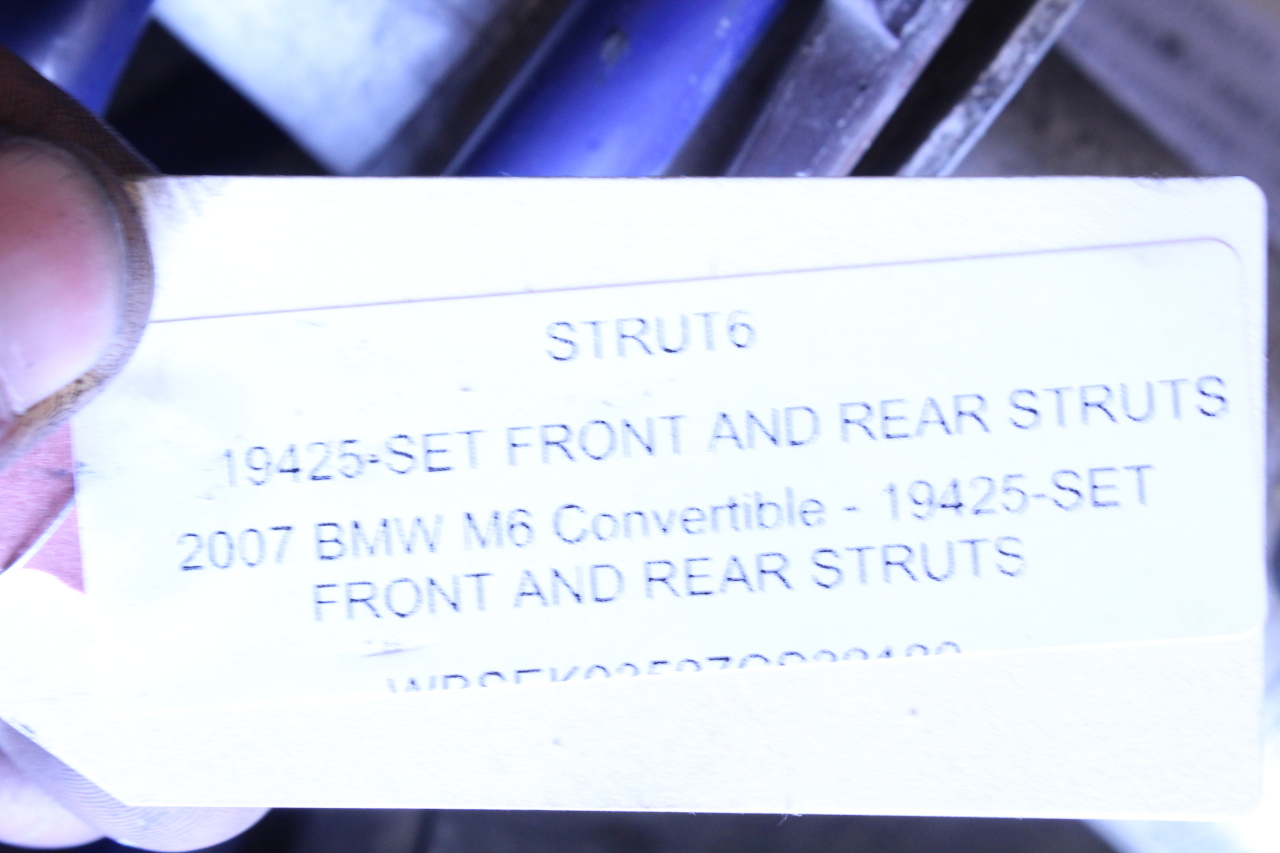 STRUT6
19425-SET FRONT AND REAR STRUTS
2007 BMW M6 Convertible - 19425-SET
FRONT AND REAR STRUTS